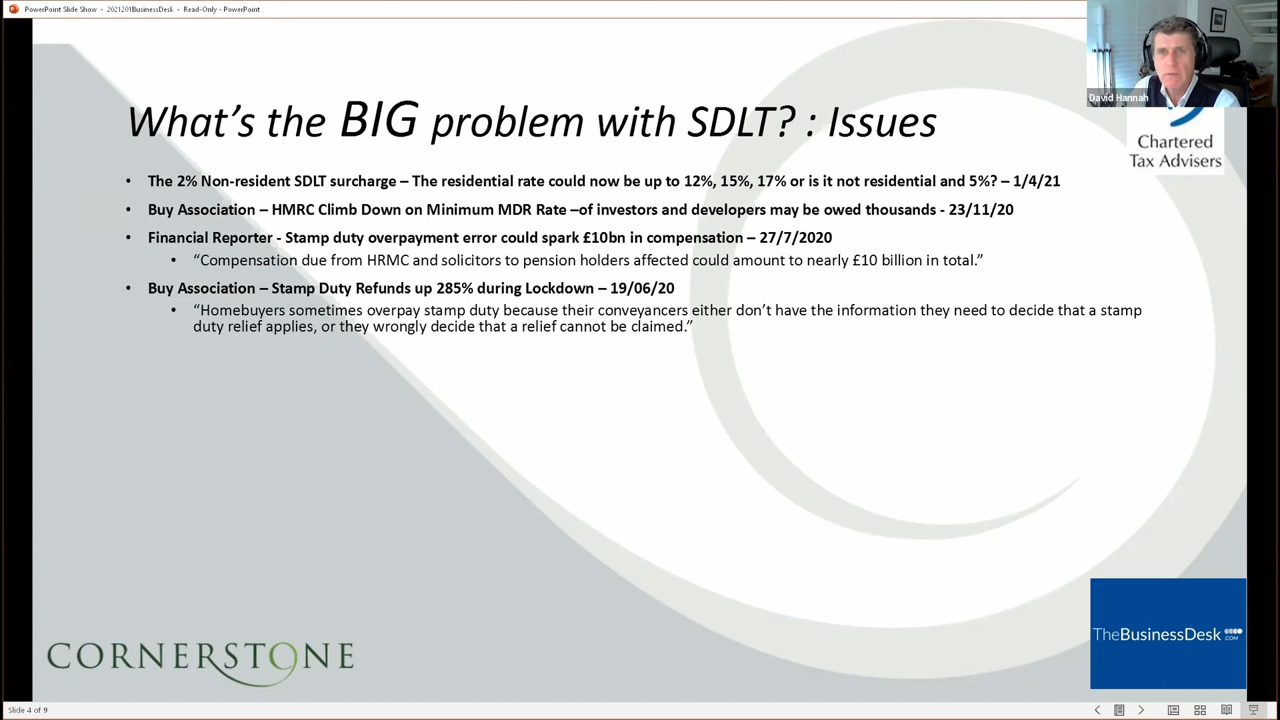 PowerPoint Slide Show - 2021201BusinessDesk - Read-Only - PowerPoint
David Hannah
What's the BIG problem with SDLT? : Issues
Chartered
Tax Advisers
• The 2% Non-resident SDLT surcharge – The residential rate could now be up to 12%, 15%, 17% or is it not residential and 5%? – 1/4/21
• Buy Association – HMRC Climb Down on Minimum MDR Rate –of investors and developers may be owed thousands - 23/11/20
• Financial Reporter - Stamp duty overpayment error could spark £10bn in compensation – 27/7/2020
• “Compensation due from HRMC and solicitors to pension holders affected could amount to nearly £10 billion in total.”
• Buy Association – Stamp Duty Refunds up 285% during Lockdown – 19/06/20
• “Homebuyers sometimes overpay stamp duty because their conveyancers either don’t have the information they need to decide that a stamp
duty relief applies, or they wrongly decide that a relief cannot be claimed.”
TheBusinessDesk
.COM
CORNERSTONE
Slide 4 of 9